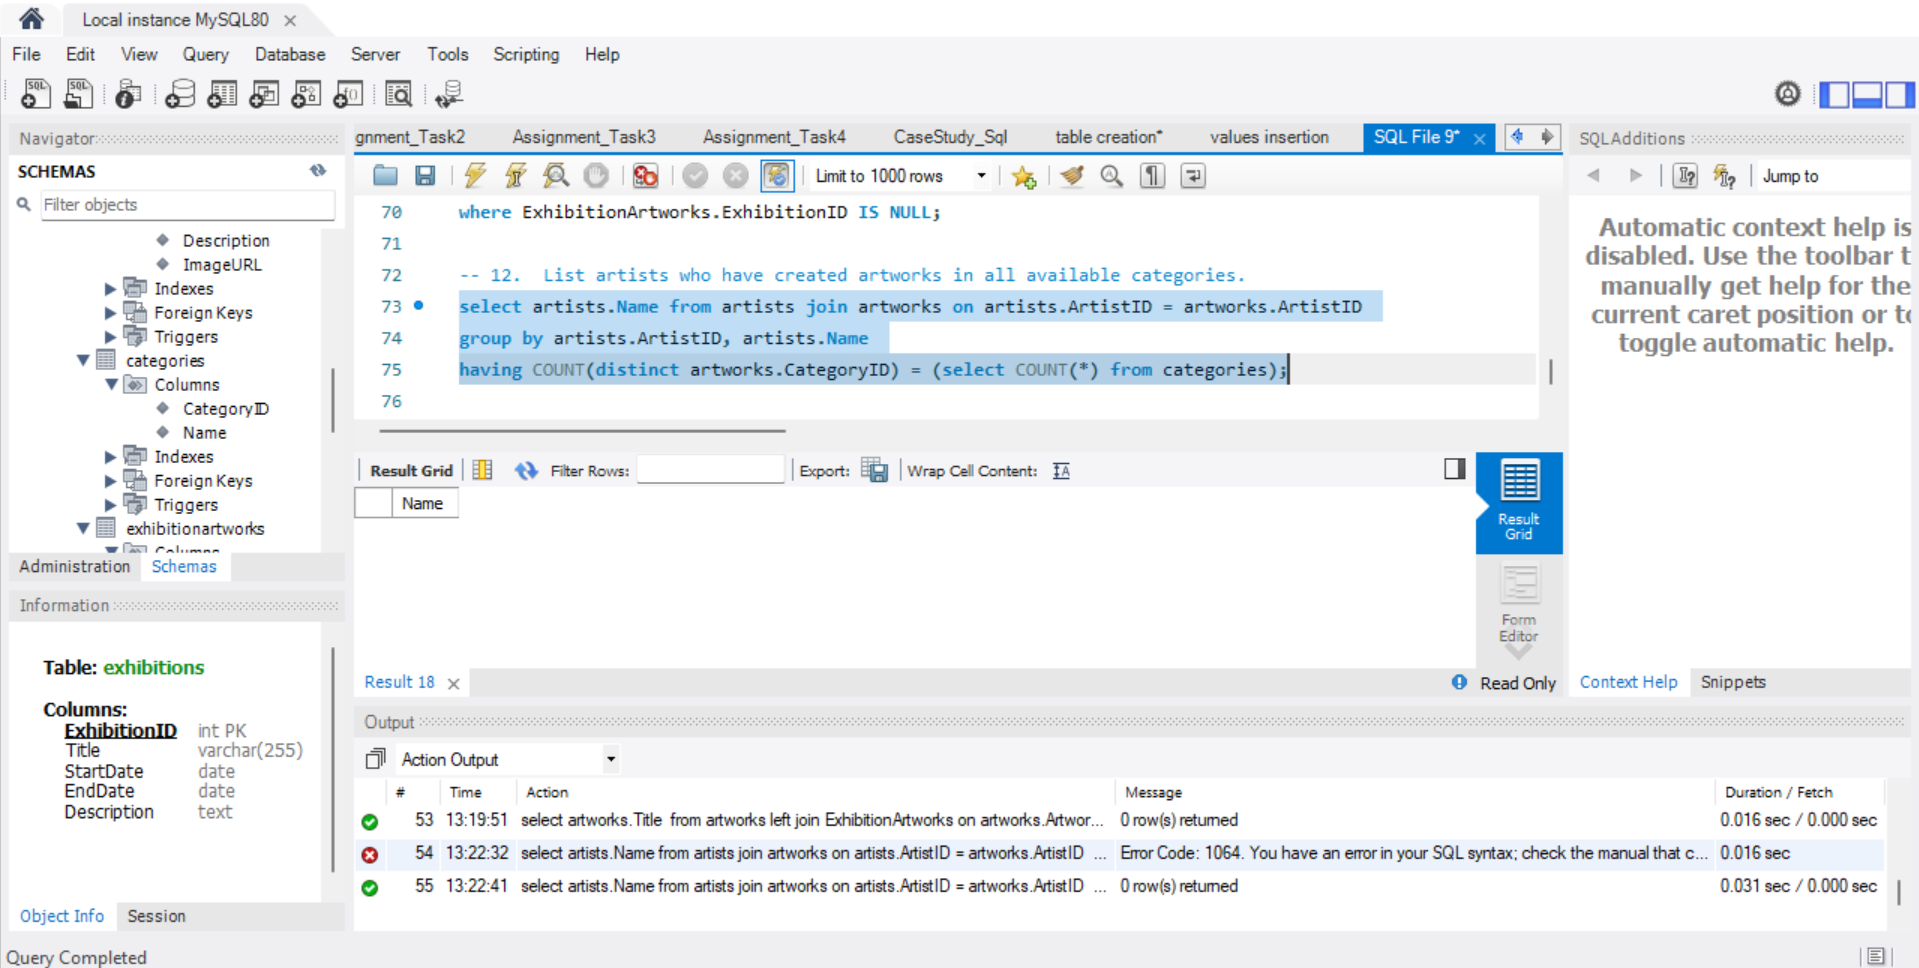 Local instance MySQL80
File Edit View Query Database Server Tools Scripting Help
Navigator
SCHEMAS
Filter objects
Description
ImageURL
Indexes
Foreign Keys
Triggers
categories
Columns
CategoryID
Name
Indexes
Foreign Keys
Triggers
exhibitionartworks
Columns
Administration Schemas
Information
Table: exhibitions
Columns:
ExhibitionID int PK
Title varchar(255)
StartDate date
EndDate date
Description text
Object Info Session
Query Completed
gnment_Task2 Assignment_Task3 Assignment_Task4 CaseStudy_Sql table creation* values insertion SQL File 9*
Limit to 1000 rows
70 where ExhibitionArtworks.ExhibitionID IS NULL;
71
72 -- 12. List artists who have created artworks in all available categories.
73 select artists.Name from artists join artworks on artists.ArtistID = artworks.ArtistID
74 group by artists.ArtistID, artists.Name
75 having COUNT(distinct artworks.CategoryID) = (select COUNT(*) from categories);
76
Result Grid Filter Rows: Export: Wrap Cell Content:
Name
Result Grid
Form Editor
Result 18
Read Only
SQLAdditions
Jump to
Automatic context help is
disabled. Use the toolbar t
manually get help for the
current caret position or to
toggle automatic help.
Context Help Snippets
Output
Action Output
# Time Action Message Duration / Fetch
53 13:19:51 select artworks.Title from artworks left join ExhibitionArtworks on artworks.Artwor... 0 row(s) returned 0.016 sec / 0.000 sec
54 13:22:32 select artists.Name from artists join artworks on artists.ArtistID = artworks.ArtistID ... Error Code: 1064. You have an error in your SQL syntax; check the manual that c... 0.016 sec
55 13:22:41 select artists.Name from artists join artworks on artists.ArtistID = artworks.ArtistID ... 0 row(s) returned 0.031 sec / 0.000 sec